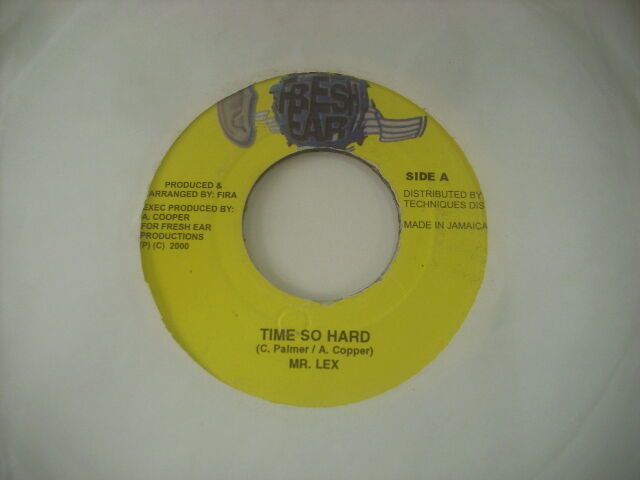 FRESH
EAR
SIDE A
PRODUCED &
ARRANGED BY: FIRA
EXEC PRODUCED BY:
A. COOPER
FOR FRESH EAR
PRODUCTIONS
(P) (C) 2000
DISTRIBUTED BY
TECHNIQUES DIS
MADE IN JAMAICA
TIME SO HARD
(C. Palmer / A. Copper)
MR. LEX